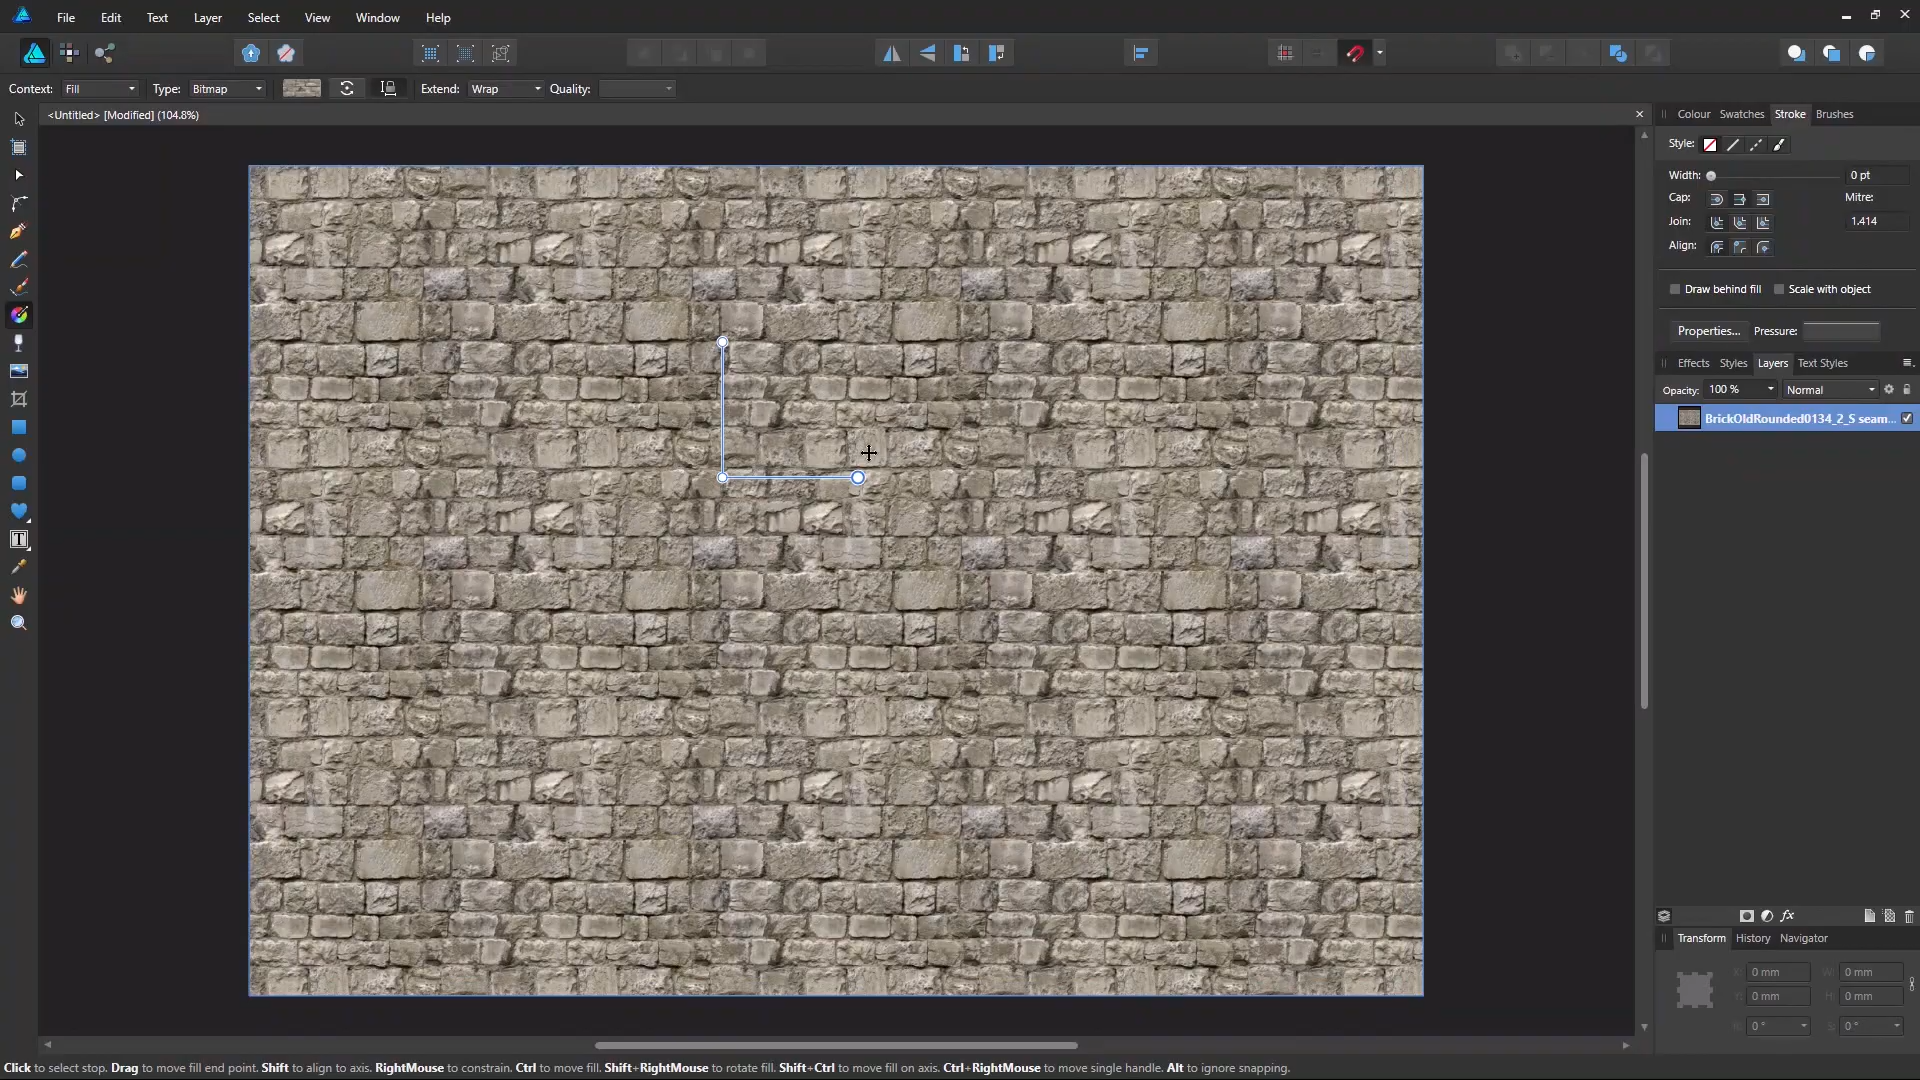 File Edit Text Layer Select View Window Help
Context: Fill Type: Bitmap Extend: Wrap Quality:
<Untitled> [Modified] (104.8%)
Colour Swatches Stroke Brushes
Style:
Width: 0 pt
Cap: Mitre:
Join: 1.414
Align:
Draw behind fill Scale with object
Properties... Pressure:
Effects Styles Layers Text Styles
Opacity: 100 % Normal
BrickOldRounded0134_2_S seam...
Transform History Navigator
X: 0 mm W: 0 mm
Y: 0 mm H: 0 mm
R: 0 ° S: 0 °
Click to select stop. Drag to move fill end point. Shift to align to axis. RightMouse to constrain. Ctrl to move fill. Shift+RightMouse to rotate fill. Shift+Ctrl to move fill on axis. Ctrl+RightMouse to move single handle. Alt to ignore snapping.